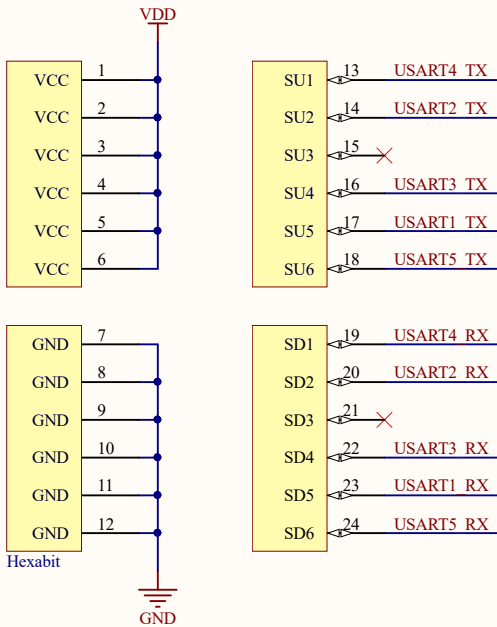 VDD
VCC 1
VCC 2
VCC 3
VCC 4
VCC 5
VCC 6
GND 7
GND 8
GND 9
GND 10
GND 11
GND 12
Hexabit
GND
SU1 13 USART4_TX
SU2 14 USART2_TX
SU3 15
SU4 16 USART3_TX
SU5 17 USART1_TX
SU6 18 USART5_TX
SD1 19 USART4_RX
SD2 20 USART2_RX
SD3 21
SD4 22 USART3_RX
SD5 23 USART1_RX
SD6 24 USART5_RX